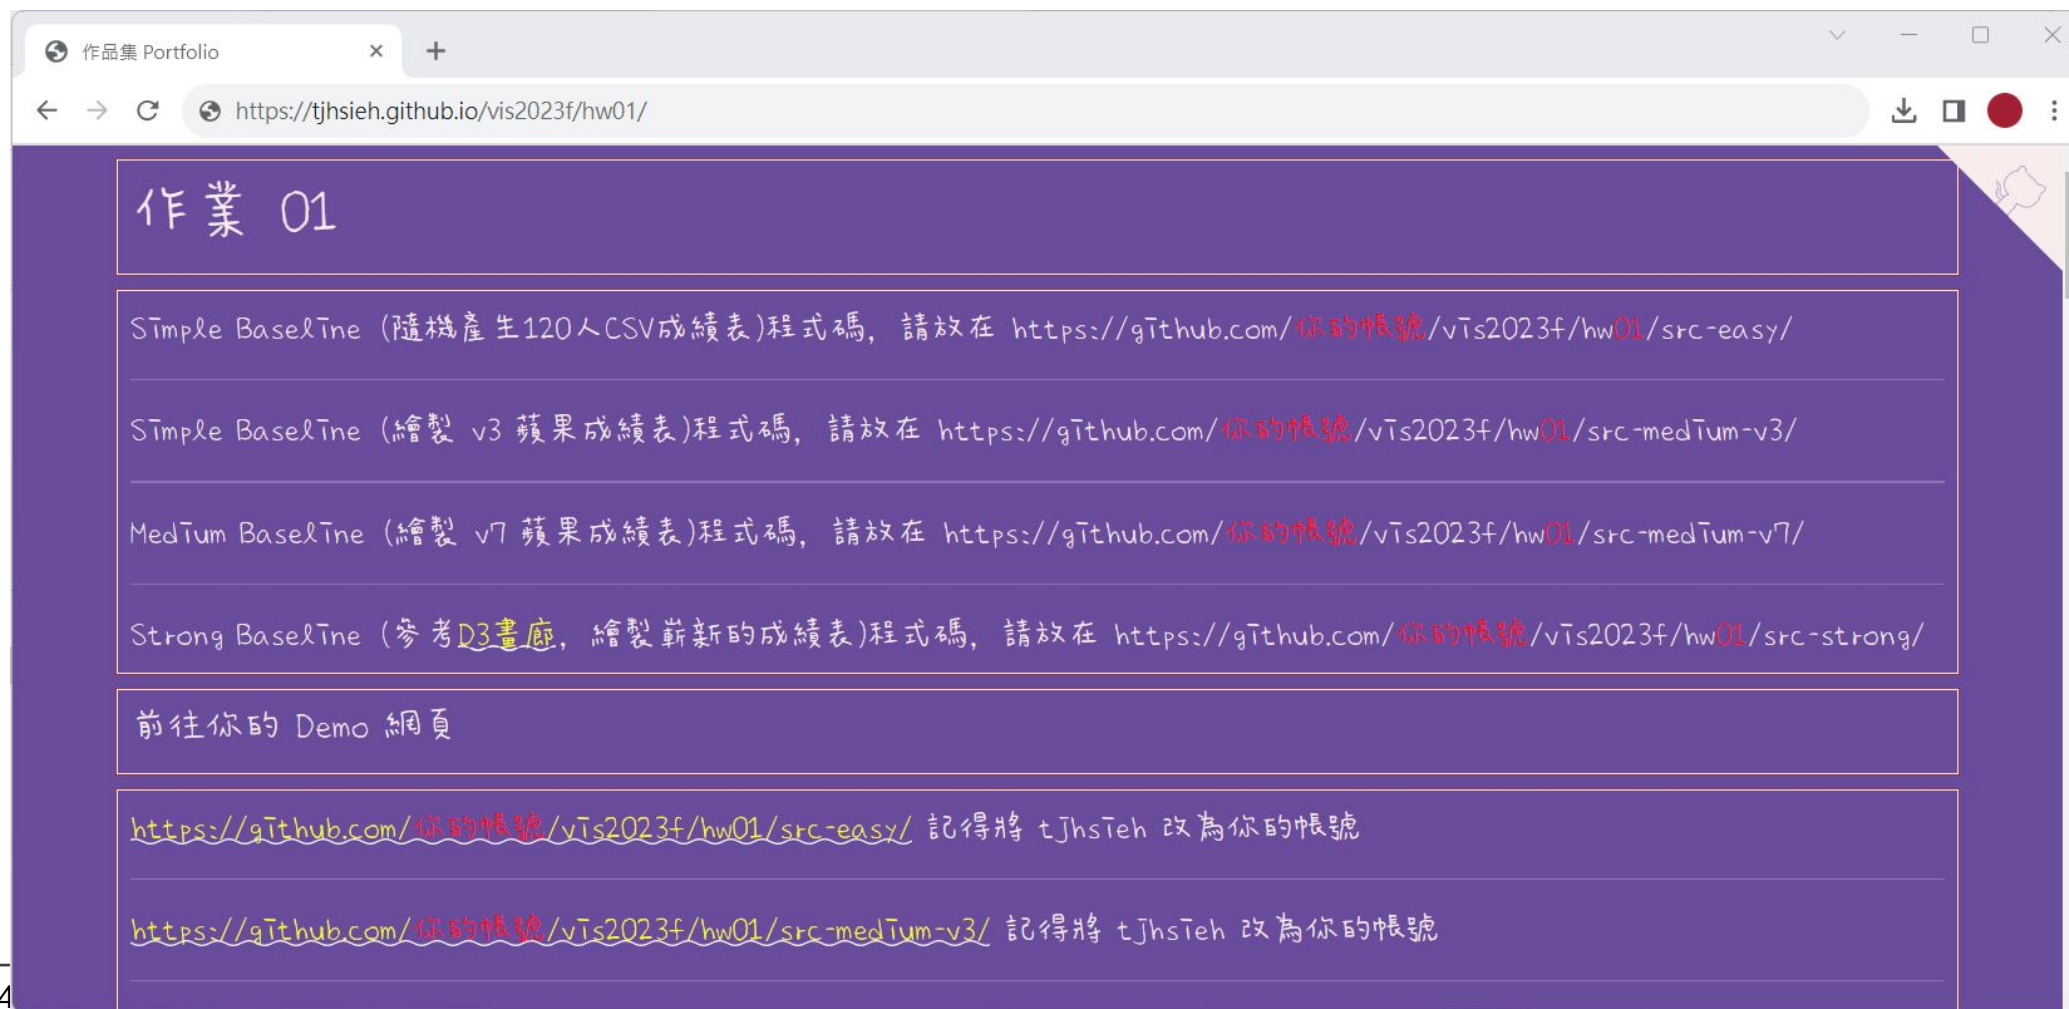 作品集 Portfolio
https://tjhsieh.github.io/vis2023f/hw01/
作業 01
Simple Baseline (隨機產生120人CSV成績表)程式碼, 請放在 https://github.com/你的帳號/vis2023f/hw01/src-easy/
Simple Baseline (繪製 v3 蘋果成績表)程式碼, 請放在 https://github.com/你的帳號/vis2023f/hw01/src-medium-v3/
Medium Baseline (繪製 v7 蘋果成績表)程式碼, 請放在 https://github.com/你的帳號/vis2023f/hw01/src-medium-v7/
Strong Baseline (參考D3畫廊, 繪製嶄新的成績表)程式碼, 請放在 https://github.com/你的帳號/vis2023f/hw01/src-strong/
前往你的 Demo 網頁
https://github.com/你的帳號/vis2023f/hw01/src-easy/ 記得將 tjhsieh 改為你的帳號
https://github.com/你的帳號/vis2023f/hw01/src-medium-v3/ 記得將 tjhsieh 改為你的帳號
4